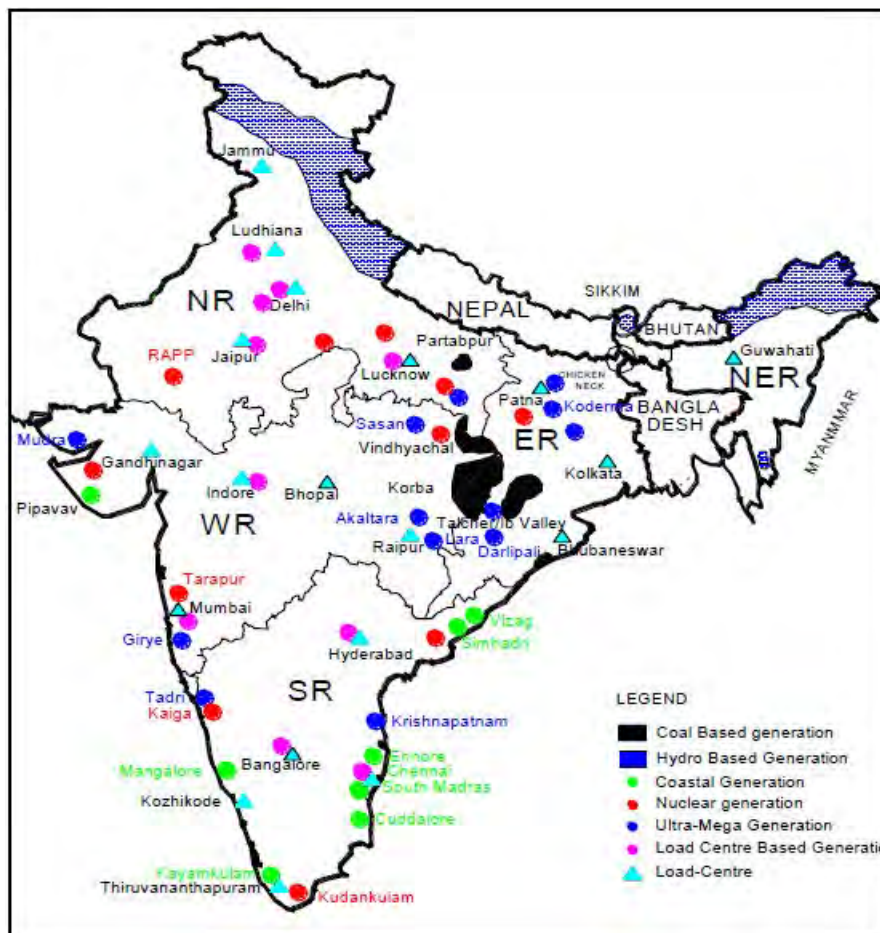 Jammu
Ludhiana
NR
Delhi
SIKKIM
NEPAL
BHUTAN
RAPP
Jaipur
Partabpur
Lucknow
CHICKEN
NECK
Guwahati
NER
Patna
Koderma
BANGLA
DESH
Mudra
Sasan
ER
MYANMMAR
Gandhinagar
Vindhyachal
Kolkata
Indore
Bhopal
Korba
Pipavav
WR
Akaltara
Talcher/Ib Valley
Raipur
Lara
Darlipali
Bhubaneswar
Tarapur
Mumbai
Vizag
Girye
Hyderabad
Simhadri
SR
LEGEND
Tadri
Kaiga
Krishnapatnam
Coal Based generation
Hydro Based Generation
Ennore
Bangalore
Chennai
Coastal Generation
Mangalore
South Madras
Nuclear generation
Kozhikode
Cuddalore
Ultra-Mega Generation
Load Centre Based Generatio
Kayamkulam
Load-Centre
Thiruvananthapuram
Kudankulam